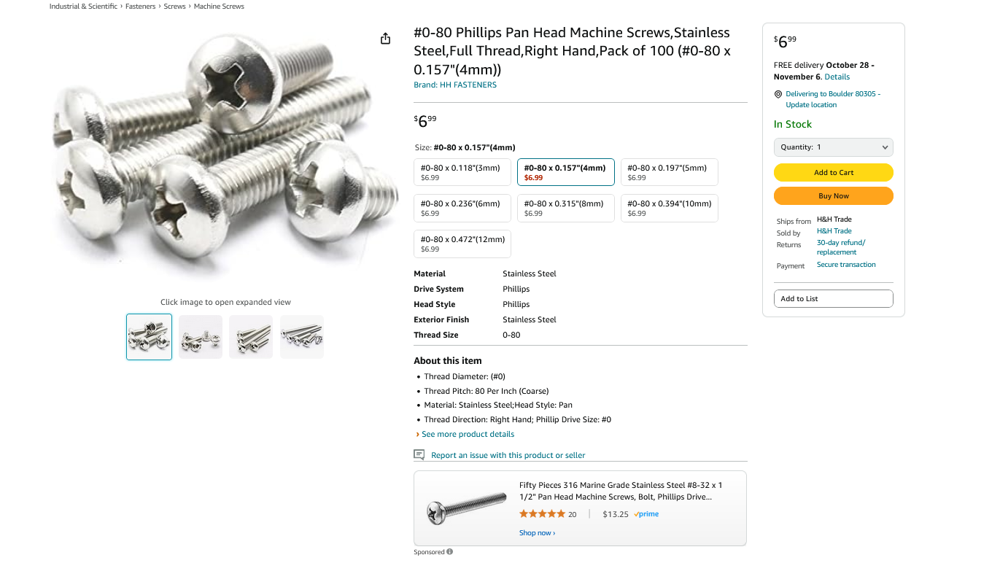 Industrial & Scientific › Fasteners › Screws › Machine Screws
#0-80 Phillips Pan Head Machine Screws,Stainless
Steel,Full Thread,Right Hand,Pack of 100 (#0-80 x
0.157"(4mm))
Brand: HH FASTENERS
$6.99
Size: #0-80 x 0.157"(4mm)
#0-80 x 0.118"(3mm)
$6.99
#0-80 x 0.157"(4mm)
$6.99
#0-80 x 0.197"(5mm)
$6.99
#0-80 x 0.236"(6mm)
$6.99
#0-80 x 0.315"(8mm)
$6.99
#0-80 x 0.394"(10mm)
$6.99
#0-80 x 0.472"(12mm)
$6.99
Material Stainless Steel
Drive System Phillips
Head Style Phillips
Exterior Finish Stainless Steel
Thread Size 0-80
About this item
• Thread Diameter: (#0)
• Thread Pitch: 80 Per Inch (Coarse)
• Material: Stainless Steel;Head Style: Pan
• Thread Direction: Right Hand; Phillip Drive Size: #0
› See more product details
Report an issue with this product or seller
Fifty Pieces 316 Marine Grade Stainless Steel #8-32 x 1
1/2" Pan Head Machine Screws, Bolt, Phillips Drive...
20 | $13.25 prime
Shop now ›
Sponsored
Click image to open expanded view
$6.99
FREE delivery October 28 -
November 6. Details
Delivering to Boulder 80305 -
Update location
In Stock
Quantity: 1
Add to Cart
Buy Now
Ships from H&H Trade
Sold by H&H Trade
Returns 30-day refund/
replacement
Payment Secure transaction
Add to List